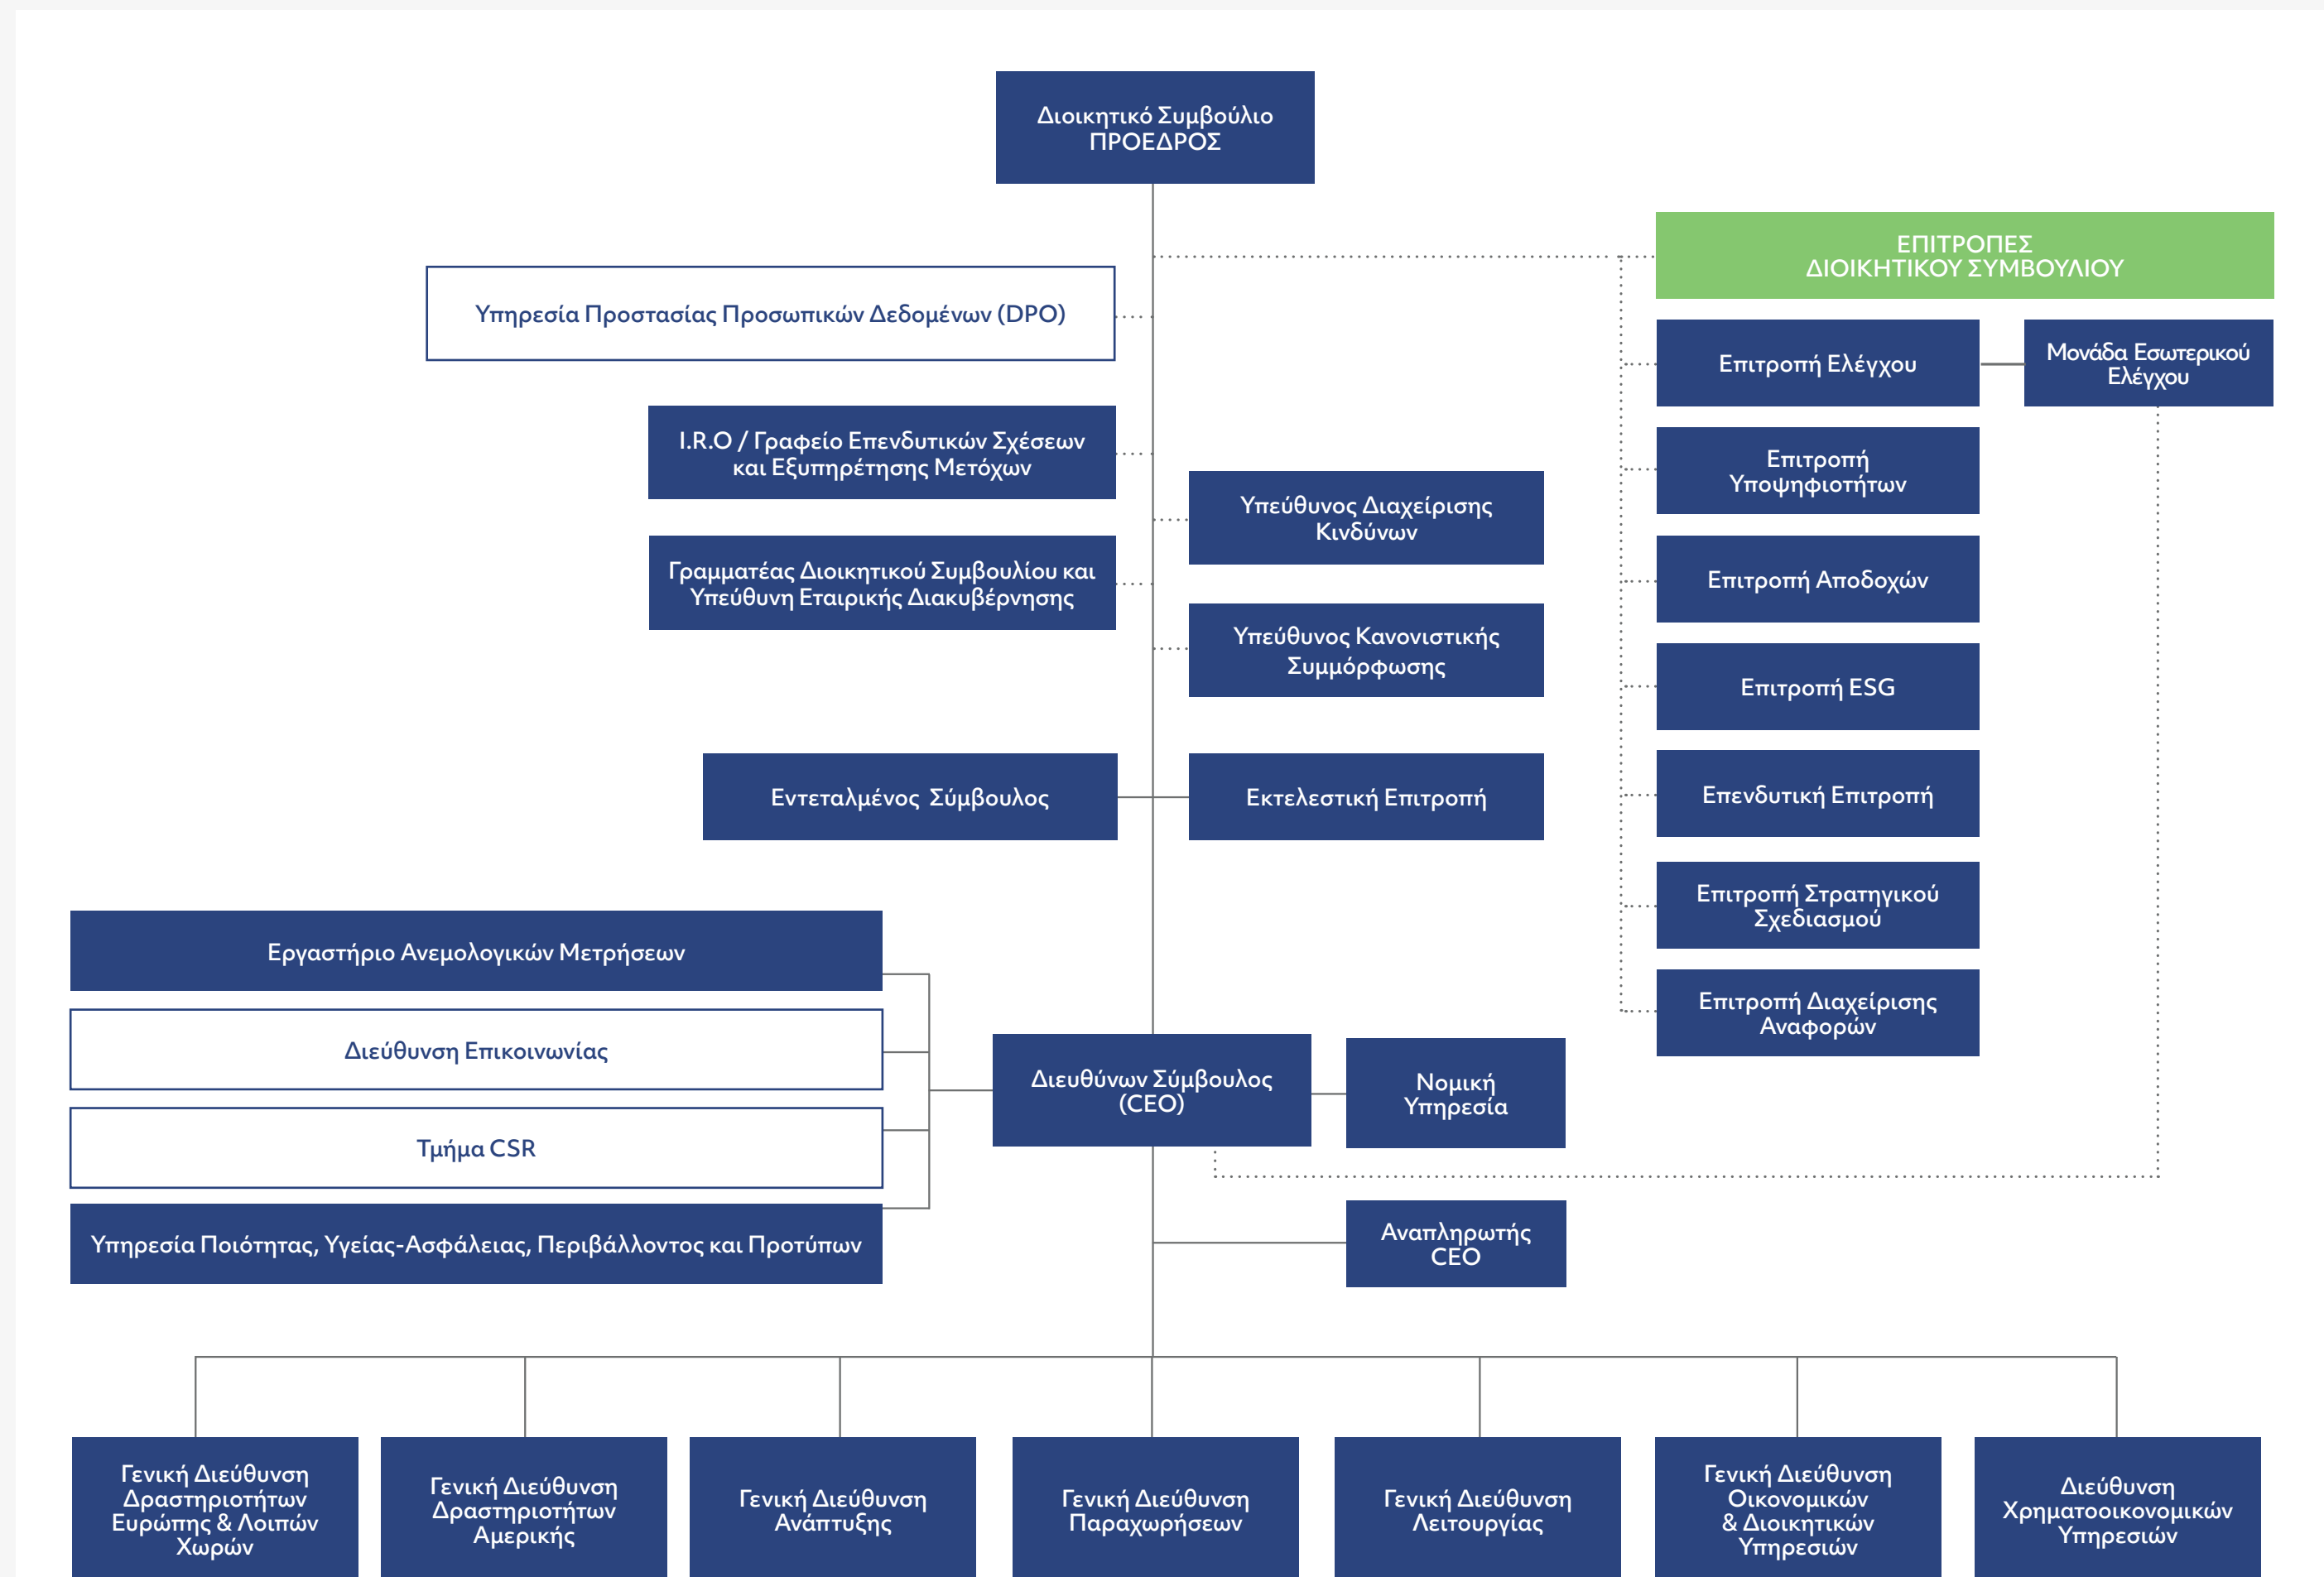 Διοικητικό Συμβούλιο
ΠΡΟΕΔΡΟΣ
ΕΠΙΤΡΟΠΕΣ
ΔΙΟΙΚΗΤΙΚΟΥ ΣΥΜΒΟΥΛΙΟΥ
Υπηρεσία Προστασίας Προσωπικών Δεδομένων (DPO)
Επιτροπή Ελέγχου
Μονάδα Εσωτερικού
Ελέγχου
I.R.O / Γραφείο Επενδυτικών Σχέσεων
και Εξυπηρέτησης Μετόχων
Επιτροπή
Υποψηφιοτήτων
Υπεύθυνος Διαχείρισης
Κινδύνων
Γραμματέας Διοικητικού Συμβουλίου και
Υπεύθυνη Εταιρικής Διακυβέρνησης
Επιτροπή Αποδοχών
Υπεύθυνος Κανονιστικής
Συμμόρφωσης
Επιτροπή ESG
Εντεταλμένος Σύμβουλος
Εκτελεστική Επιτροπή
Επενδυτική Επιτροπή
Επιτροπή Στρατηγικού
Σχεδιασμού
Εργαστήριο Ανεμολογικών Μετρήσεων
Επιτροπή Διαχείρισης
Αναφορών
Διεύθυνση Επικοινωνίας
Διευθύνων Σύμβουλος
(CEO)
Νομική
Υπηρεσία
Τμήμα CSR
Υπηρεσία Ποιότητας, Υγείας-Ασφάλειας, Περιβάλλοντος και Προτύπων
Αναπληρωτής
CEO
Γενική Διεύθυνση
Δραστηριοτήτων
Ευρώπης & Λοιπών
Χωρών
Γενική Διεύθυνση
Δραστηριοτήτων
Αμερικής
Γενική Διεύθυνση
Ανάπτυξης
Γενική Διεύθυνση
Παραχωρήσεων
Γενική Διεύθυνση
Λειτουργίας
Γενική Διεύθυνση
Οικονομικών
& Διοικητικών
Υπηρεσιών
Διεύθυνση
Χρηματοοικονομικών
Υπηρεσιών